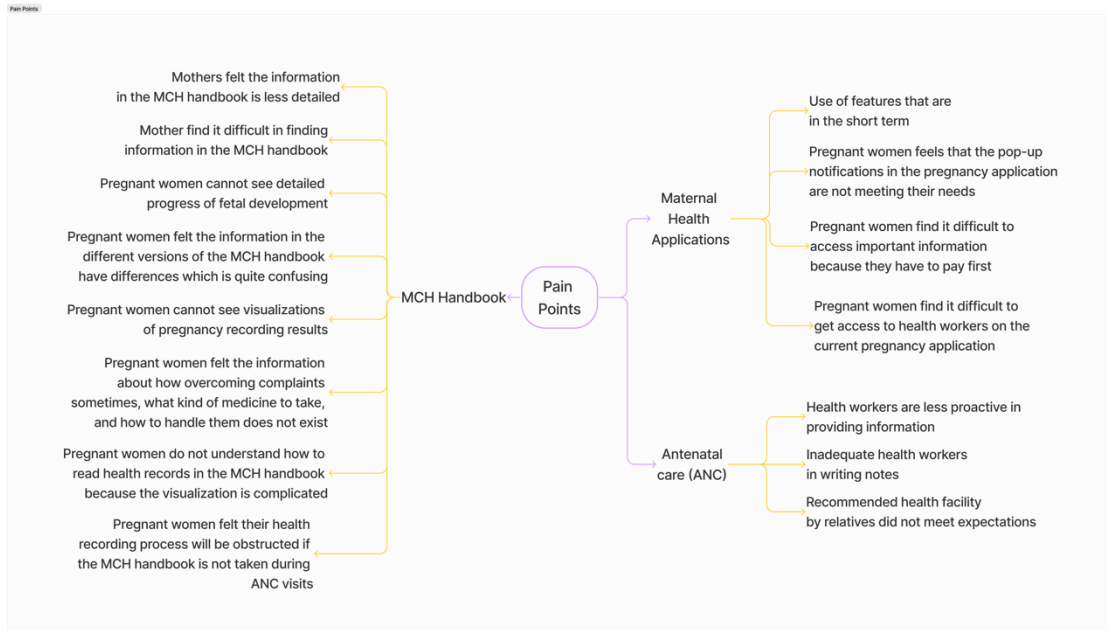 Pain Points
Mothers felt the information
in the MCH handbook is less detailed
Mother find it difficult in finding
information in the MCH handbook
Pregnant women cannot see detailed
progress of fetal development
Pregnant women felt the information in the
different versions of the MCH handbook
have differences which is quite confusing
Pregnant women cannot see visualizations
of pregnancy recording results
Pregnant women felt the information
about how overcoming complaints
sometimes, what kind of medicine to take,
and how to handle them does not exist
Pregnant women do not understand how to
read health records in the MCH handbook
because the visualization is complicated
Pregnant women felt their health
recording process will be obstructed if
the MCH handbook is not taken during
ANC visits
MCH Handbook
Pain
Points
Maternal
Health
Applications
Use of features that are
in the short term
Pregnant women feels that the pop-up
notifications in the pregnancy application
are not meeting their needs
Pregnant women find it difficult to
access important information
because they have to pay first
Pregnant women find it difficult to
get access to health workers on the
current pregnancy application
Antenatal
care (ANC)
Health workers are less proactive in
providing information
Inadequate health workers
in writing notes
Recommended health facility
by relatives did not meet expectations